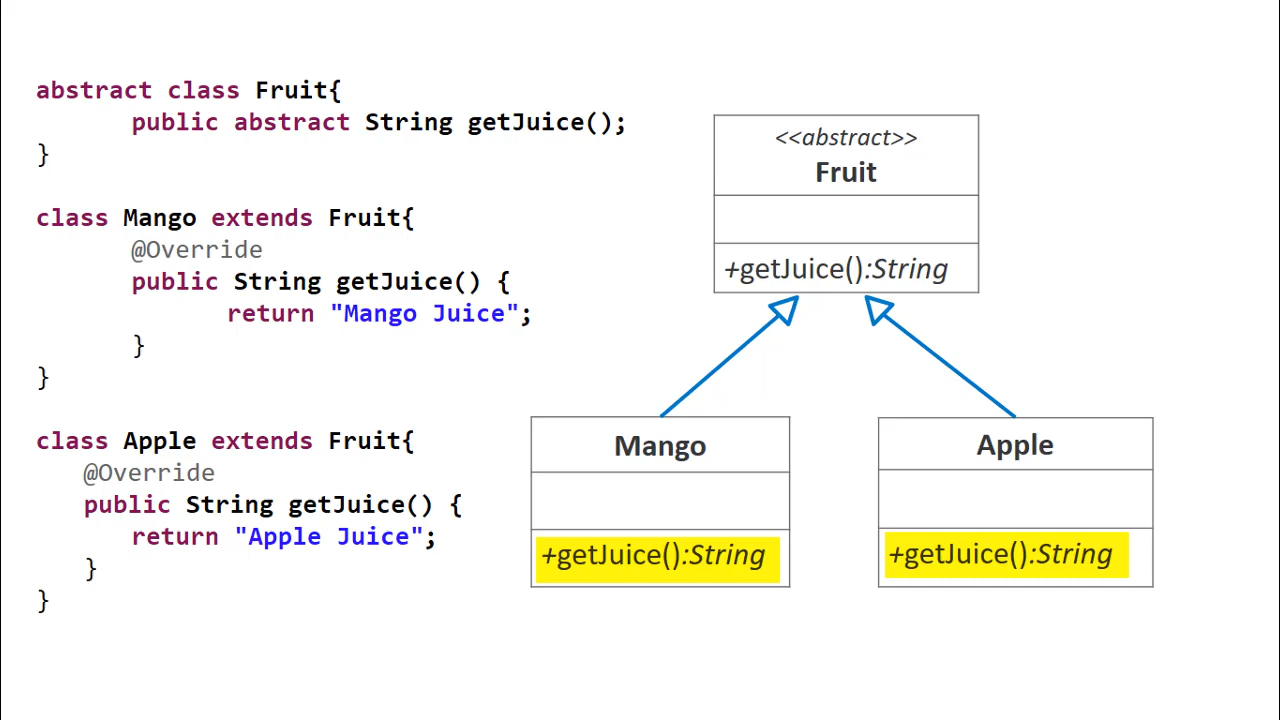 abstract class Fruit{
public abstract String getJuice();
}
class Mango extends Fruit{
@Override
public String getJuice() {
return "Mango Juice";
}
}
class Apple extends Fruit{
@Override
public String getJuice() {
return "Apple Juice";
}
}
<<abstract>>
Fruit
+getJuice():String
Mango
+getJuice():String
Apple
+getJuice():String